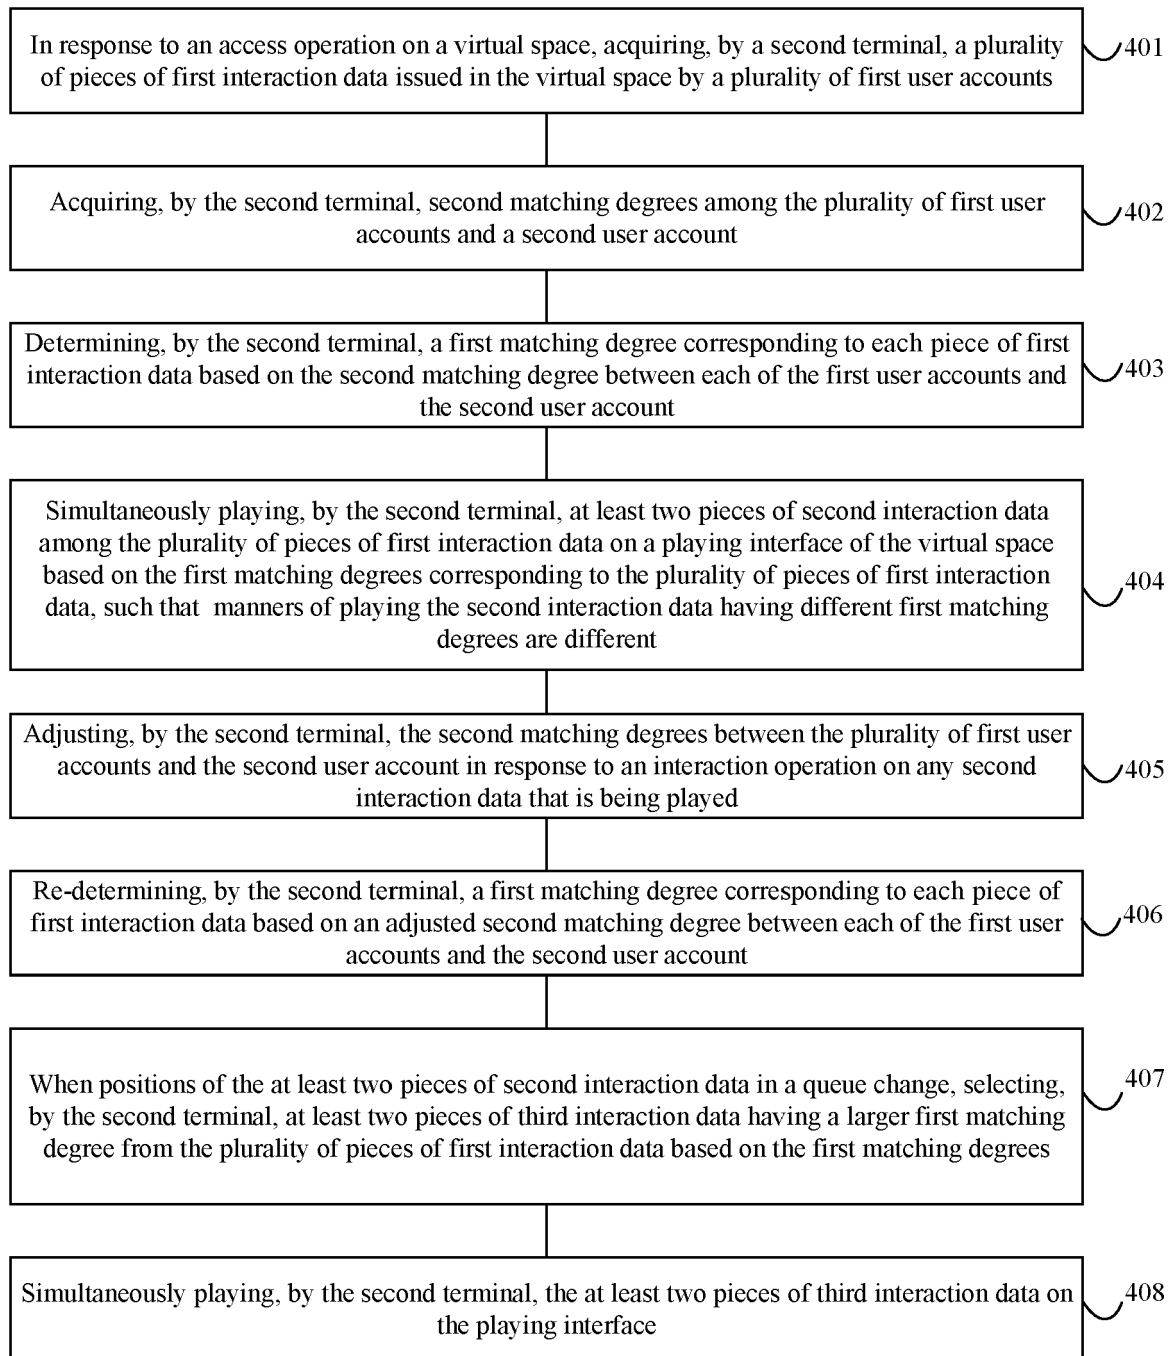 In response to an access operation on a virtual space, acquiring, by a second terminal, a plurality
of pieces of first interaction data issued in the virtual space by a plurality of first user accounts
401
Acquiring, by the second terminal, second matching degrees among the plurality of first user
accounts and a second user account
402
Determining, by the second terminal, a first matching degree corresponding to each piece of first
interaction data based on the second matching degree between each of the first user accounts and
the second user account
403
Simultaneously playing, by the second terminal, at least two pieces of second interaction data
among the plurality of pieces of first interaction data on a playing interface of the virtual space
based on the first matching degrees corresponding to the plurality of pieces of first interaction
data, such that manners of playing the second interaction data having different first matching
degrees are different
404
Adjusting, by the second terminal, the second matching degrees between the plurality of first user
accounts and the second user account in response to an interaction operation on any second
interaction data that is being played
405
Re-determining, by the second terminal, a first matching degree corresponding to each piece of
first interaction data based on an adjusted second matching degree between each of the first user
accounts and the second user account
406
When positions of the at least two pieces of second interaction data in a queue change, selecting,
by the second terminal, at least two pieces of third interaction data having a larger first matching
degree from the plurality of pieces of first interaction data based on the first matching degrees
407
Simultaneously playing, by the second terminal, the at least two pieces of third interaction data on
the playing interface
408